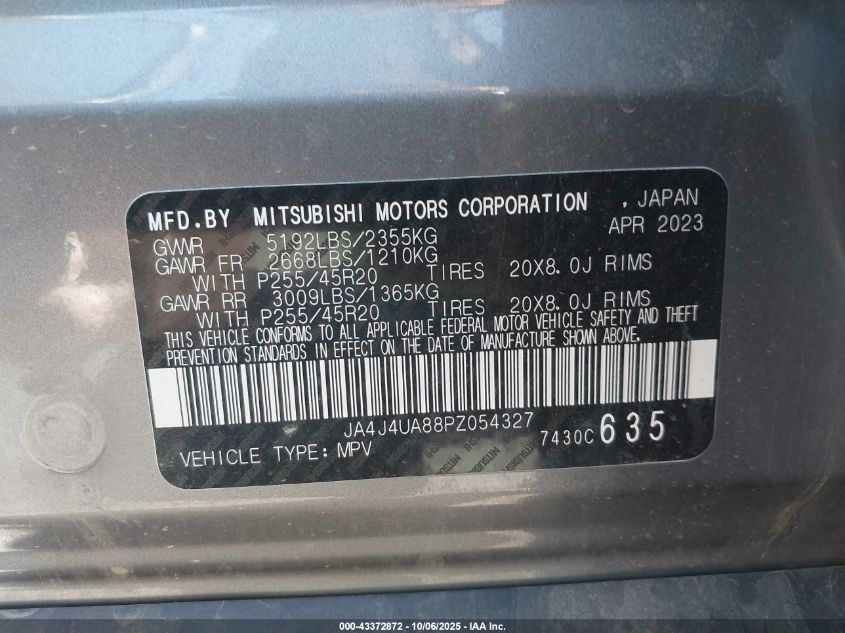 MFD.BY MITSUBISHI MOTORS CORPORATION , JAPAN
APR 2023
GVWR 5192LBS/2355KG
GAWR FR 2668LBS/1210KG
WITH P255/45R20 TIRES 20X8.0J RIMS
GAWR RR 3009LBS/1365KG
WITH P255/45R20 TIRES 20X8.0J RIMS
THIS VEHICLE CONFORMS TO ALL APPLICABLE FEDERAL MOTOR VEHICLE SAFETY AND THEFT
PREVENTION STANDARDS IN EFFECT ON THE DATE OF MANUFACTURE SHOWN ABOVE.
JA4J4UA88PZ054327
VEHICLE TYPE:MPV 7430C 635
000-43372872 - 10/06/2025 - IAA Inc.